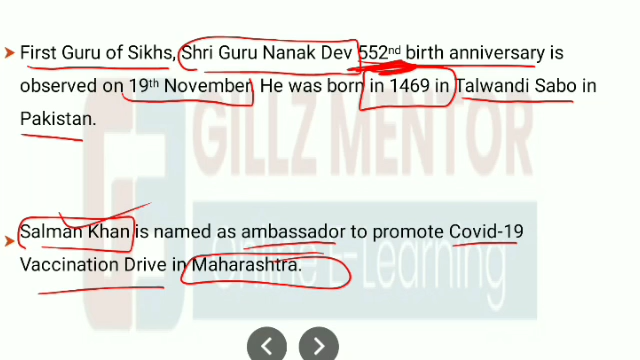 First Guru of Sikhs, Shri Guru Nanak Dev 552nd birth anniversary is
observed on 19th November. He was born in 1469 in Talwandi Sabo in
Pakistan.
GILLZ MENTOR
Salman Khan is named as ambassador to promote Covid-19
Vaccination Drive in Maharashtra.
Online E-Learning